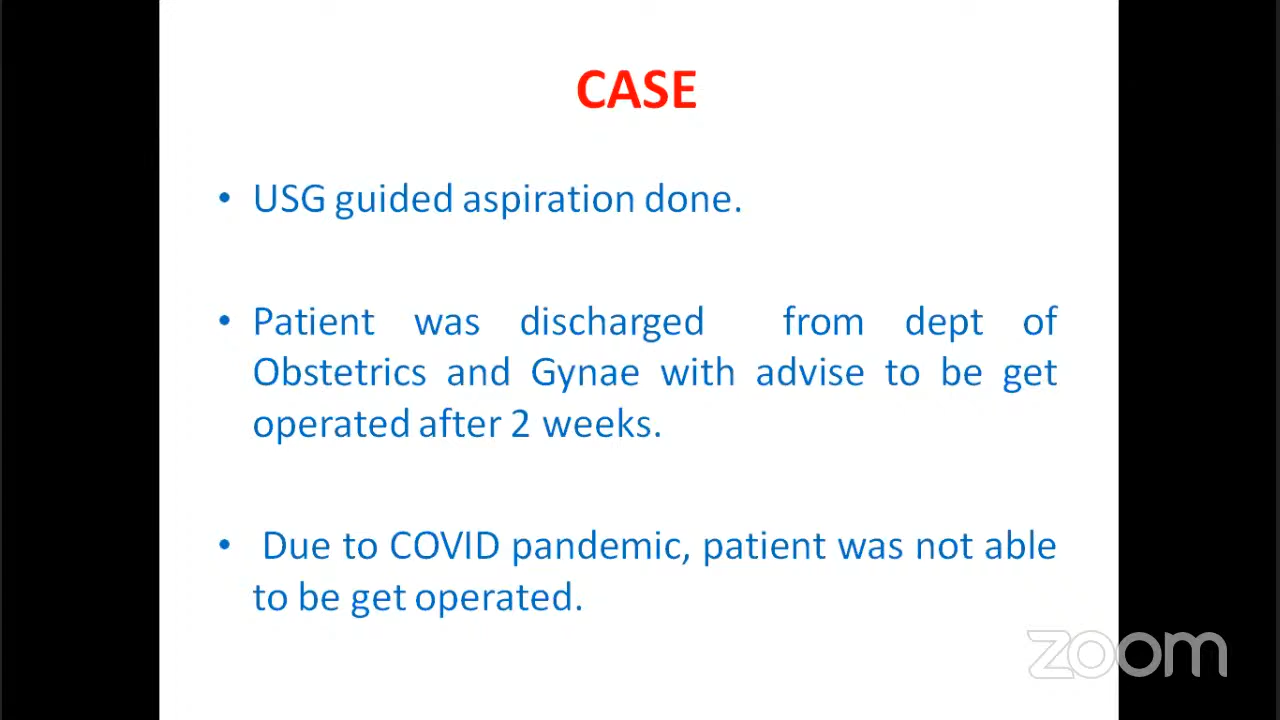 CASE
• USG guided aspiration done.
• Patient was discharged from dept of
Obstetrics and Gynae with advise to be get
operated after 2 weeks.
• Due to COVID pandemic, patient was not able
to be get operated.
zoom